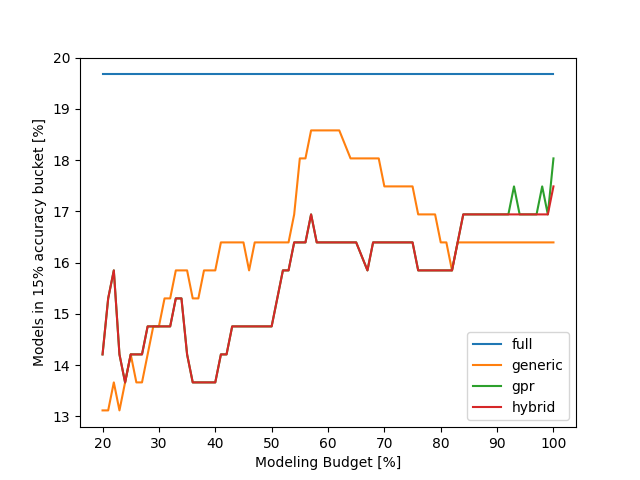 20
19
18
17
16
15
14
13
Models in 15% accuracy bucket [%]
full
generic
gpr
hybrid
20 30 40 50 60 70 80 90 100
Modeling Budget [%]